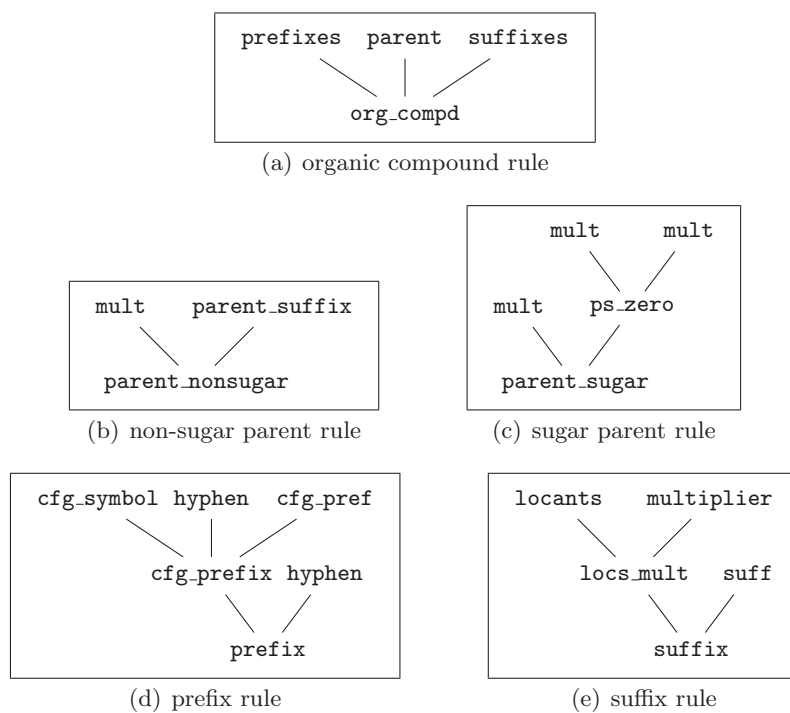 prefixes parent suffixes
org_compd
(a) organic compound rule
mult parent_suffix
parent_nonsugar
(b) non-sugar parent rule
mult mult
mult ps_zero
parent_sugar
(c) sugar parent rule
cfg_symbol hyphen cfg_pref
cfg_prefix hyphen
prefix
(d) prefix rule
locants multiplier
locs_mult suff
suffix
(e) suffix rule